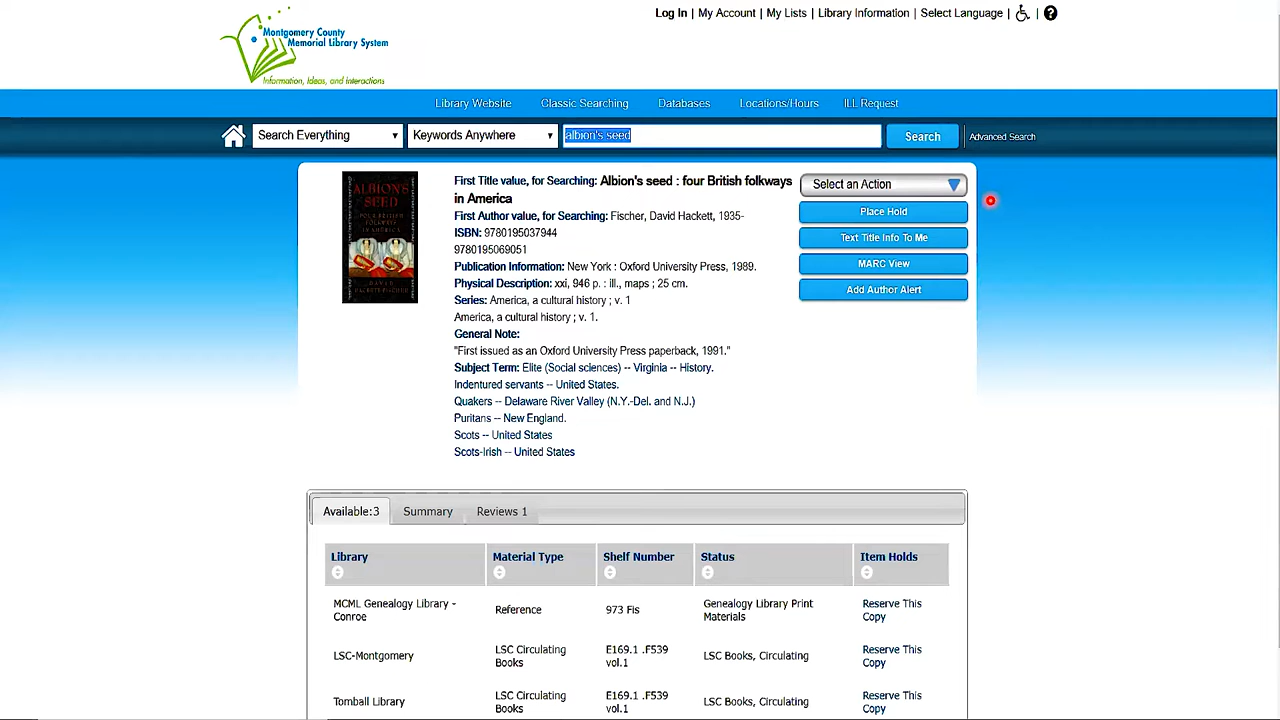 Log In | My Account | My Lists | Library Information | Select Language |
Montgomery County
Memorial Library System
Information, Ideas, and Interactions
Library Website Classic Searching Databases Locations/Hours ILL Request
Search Everything Keywords Anywhere albion's seed Search Advanced Search
ALBION'S
SEED
FOUR BRITISH
FOLKWAYS
IN AMERICA
DAVID
HACKETT FISCHER
First Title value, for Searching: Albion's seed : four British folkways
in America
First Author value, for Searching: Fischer, David Hackett, 1935-
ISBN: 9780195037944
9780195069051
Publication Information: New York : Oxford University Press, 1989.
Physical Description: xxi, 946 p. : ill., maps ; 25 cm.
Series: America, a cultural history ; v. 1
America, a cultural history ; v. 1.
General Note:
"First issued as an Oxford University Press paperback, 1991."
Subject Term: Elite (Social sciences) -- Virginia -- History.
Indentured servants -- United States.
Quakers -- Delaware River Valley (N.Y.-Del. and N.J.)
Puritans -- New England.
Scots -- United States
Scots-Irish -- United States
Select an Action
Place Hold
Text Title Info To Me
MARC View
Add Author Alert
Available:3 Summary Reviews 1
Library Material Type Shelf Number Status Item Holds
MCML Genealogy Library - Reference 973 Fis Genealogy Library Print Reserve This
Conroe Materials Copy
LSC-Montgomery LSC Circulating E169.1 .F539 LSC Books, Circulating Reserve This
Books vol.1 Copy
Tomball Library LSC Circulating E169.1 .F539 LSC Books, Circulating Reserve This
Books vol.1 Copy